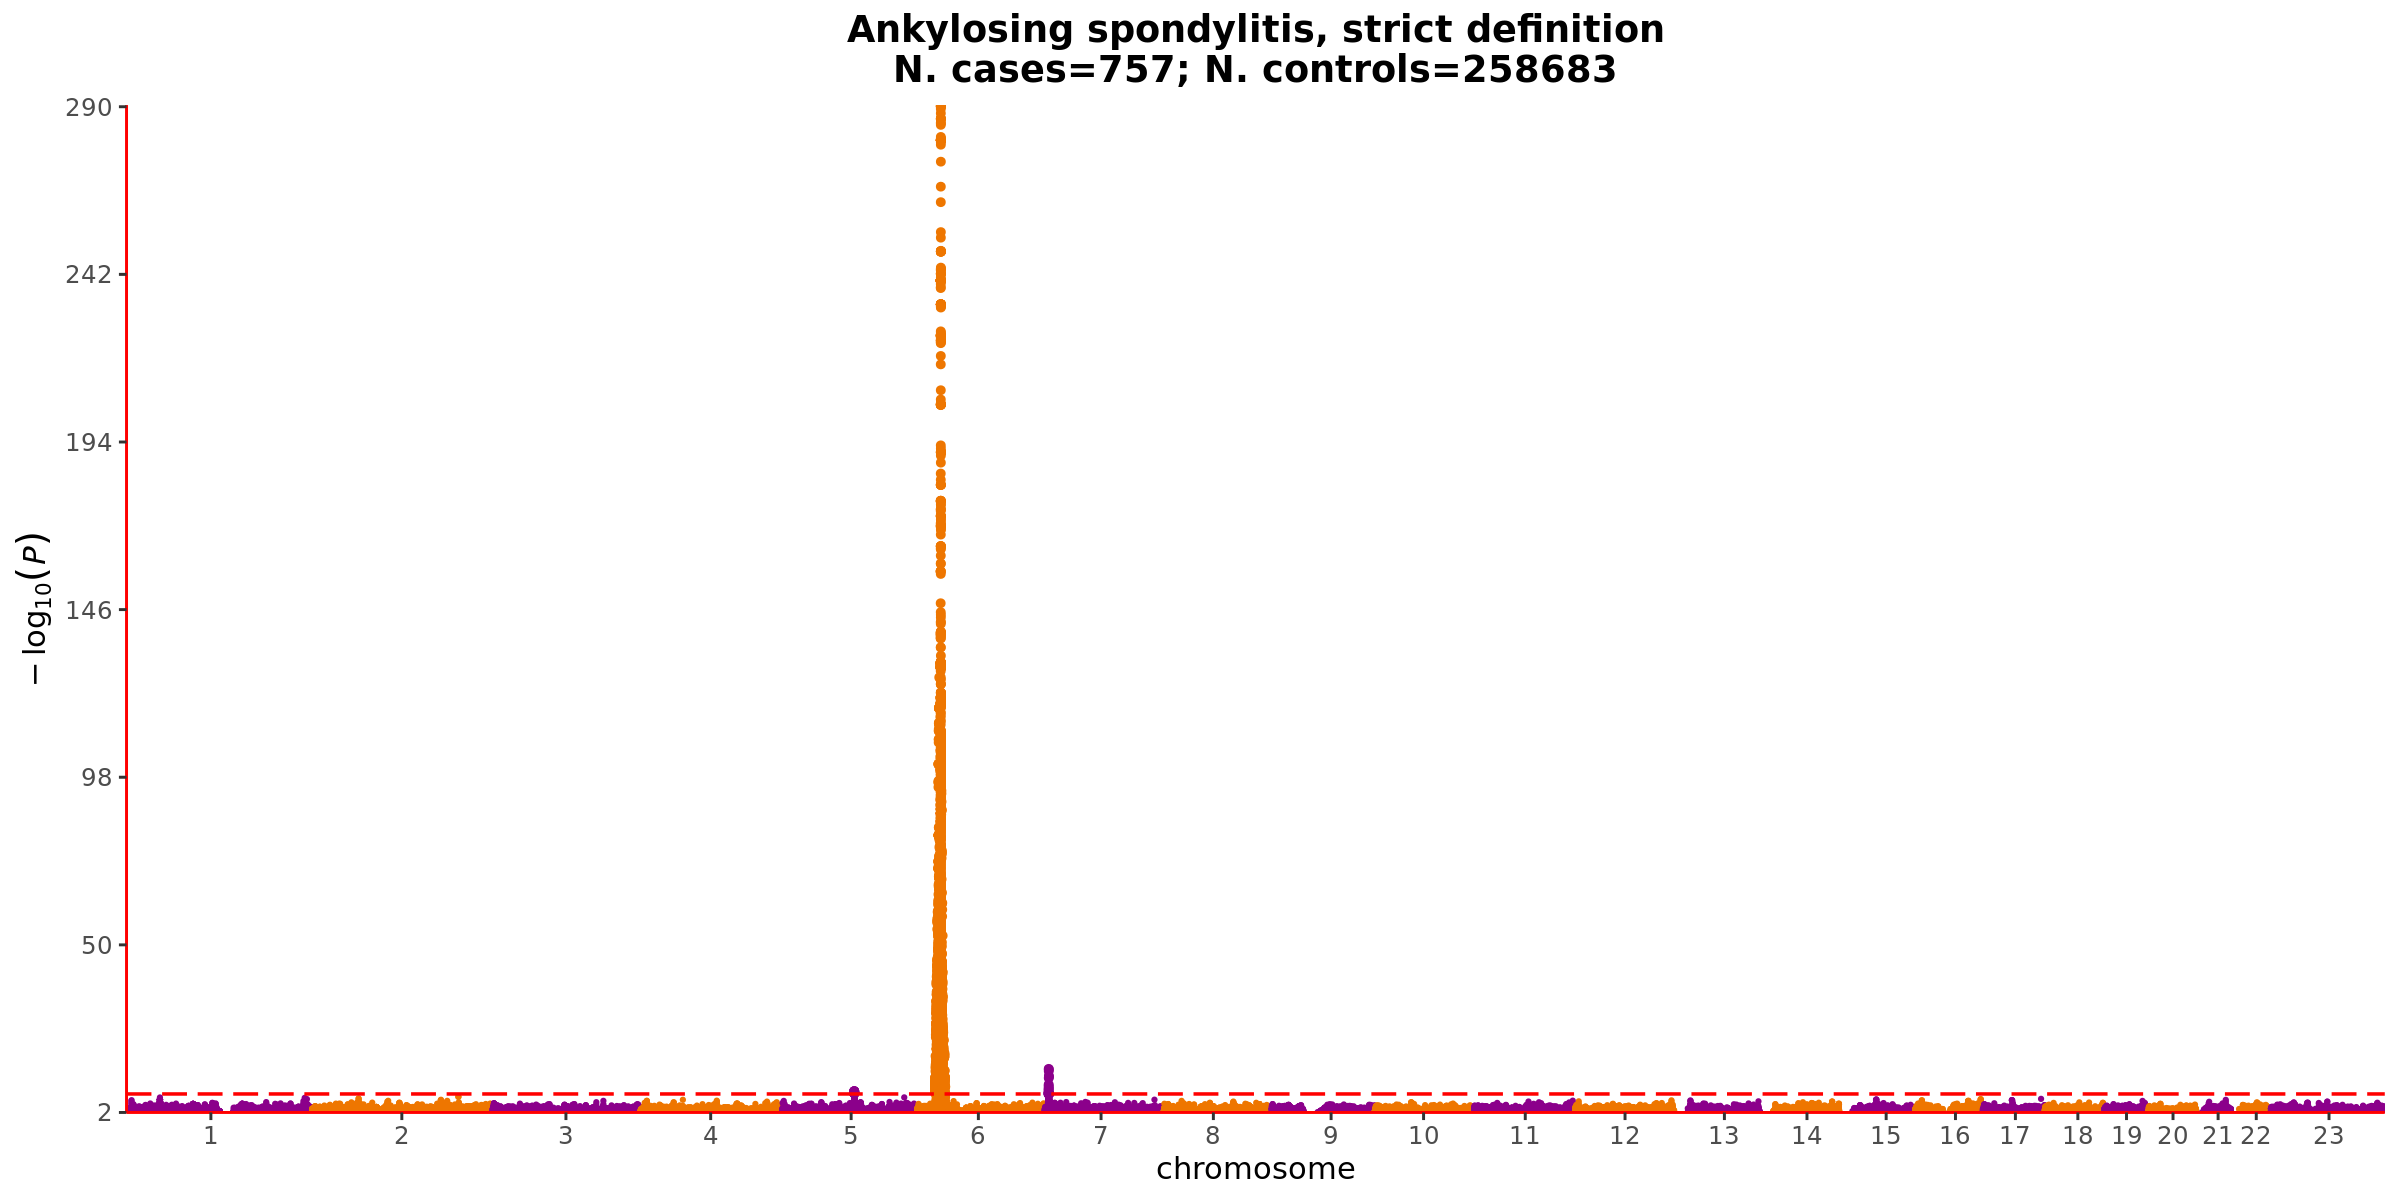 Ankylosing spondylitis, strict definition
N. cases=757; N. controls=258683
290
242
194
146
98
50
2
− log10(P)
1 2 3 4 5 6 7 8 9 10 11 12 13 14 15 16 17 18 19 20 21 22 23
chromosome